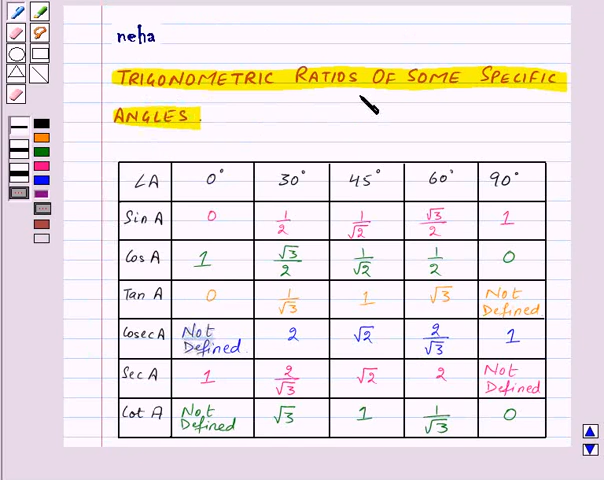 neha
TRIGONOMETRIC RATIOS OF SOME SPECIFIC
ANGLES.
∠A 0° 30° 45° 60° 90°
Sin A 0 1/2 1/√2 √3/2 1
Cos A 1 √3/2 1/√2 1/2 0
Tan A 0 1/√3 1 √3 Not Defined
Cosec A Not Defined 2 √2 2/√3 1
Sec A 1 2/√3 √2 2 Not Defined
Cot A Not Defined √3 1 1/√3 0